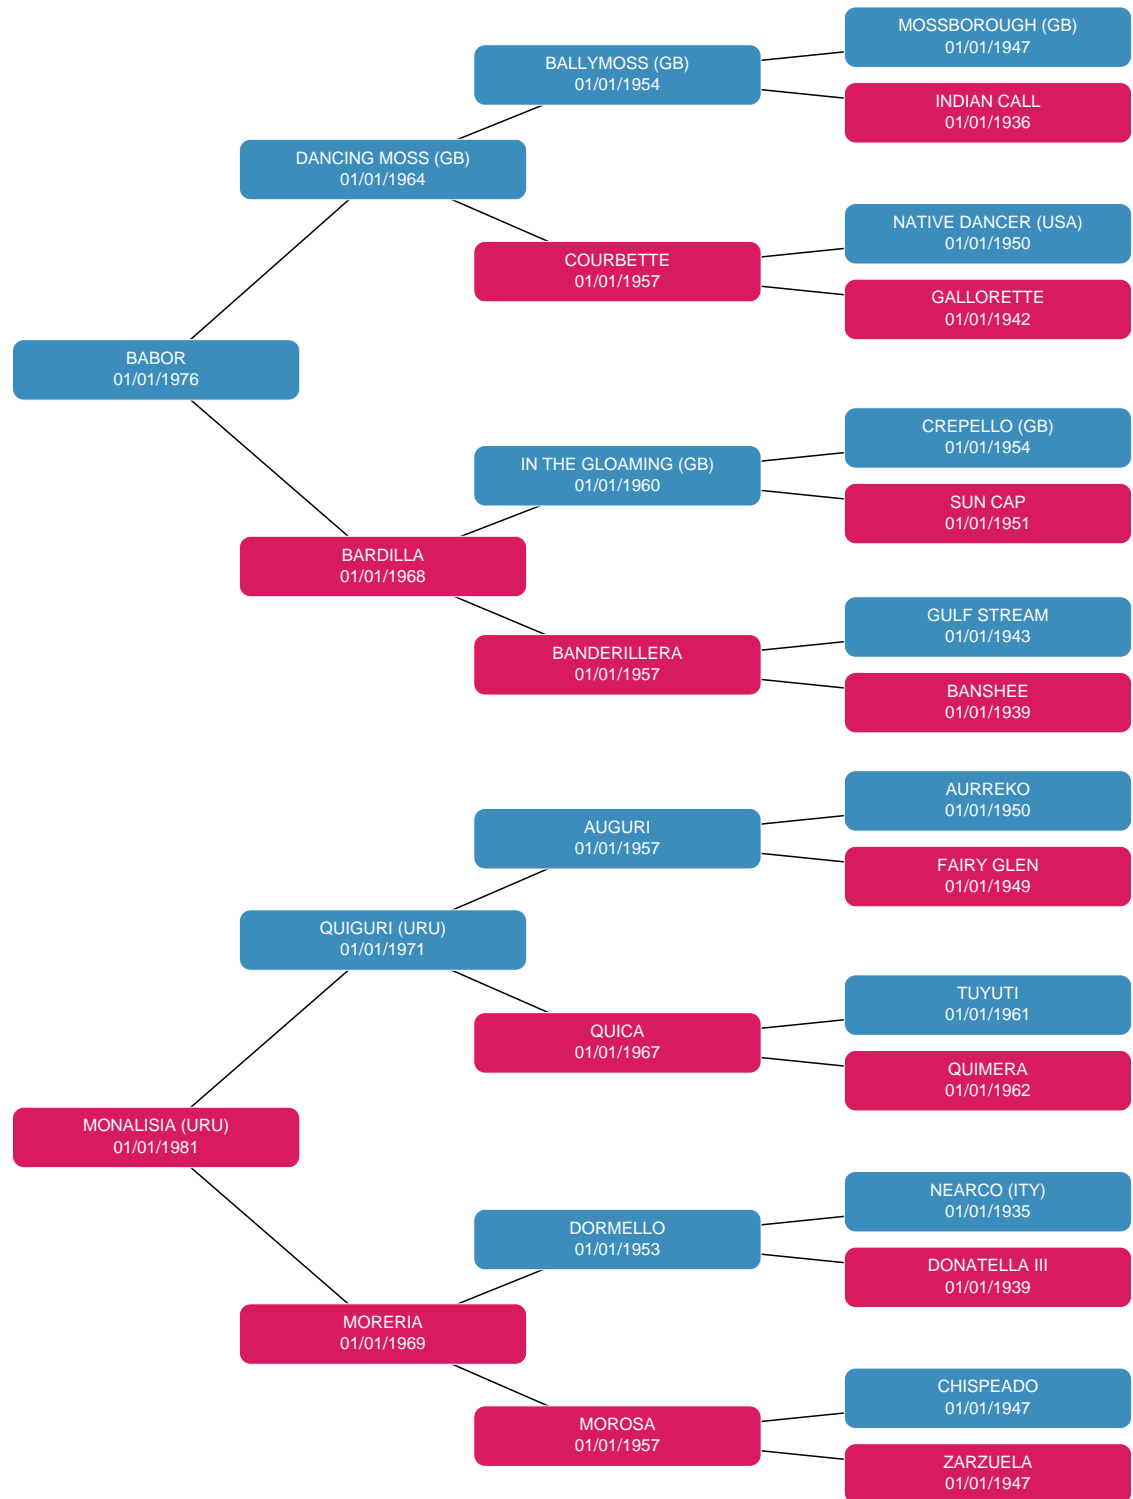 MOSSBOROUGH (GB)
01/01/1947
BALLYMOSS (GB)
01/01/1954
INDIAN CALL
01/01/1936
DANCING MOSS (GB)
01/01/1964
NATIVE DANCER (USA)
01/01/1950
COURBETTE
01/01/1957
GALLORETTE
01/01/1942
BABOR
01/01/1976
CREPELLO (GB)
01/01/1954
IN THE GLOAMING (GB)
01/01/1960
SUN CAP
01/01/1951
BARDILLA
01/01/1968
GULF STREAM
01/01/1943
BANDERILLERA
01/01/1957
BANSHEE
01/01/1939
AURREKO
01/01/1950
AUGURI
01/01/1957
FAIRY GLEN
01/01/1949
QUIGURI (URU)
01/01/1971
TUYUTI
01/01/1961
QUICA
01/01/1967
QUIMERA
01/01/1962
MONALISIA (URU)
01/01/1981
NEARCO (ITY)
01/01/1935
DORMELLO
01/01/1953
DONATELLA III
01/01/1939
MORERIA
01/01/1969
CHISPEADO
01/01/1947
MOROSA
01/01/1957
ZARZUELA
01/01/1947